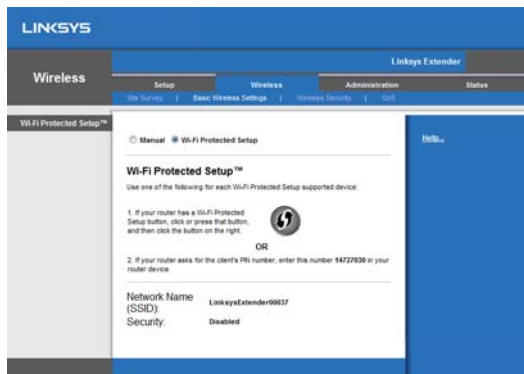 LINKSYS
Linksys Extender
Wireless
Setup Wireless Administration Status
Site Survey | Basic Wireless Settings | Wireless Security | QoS
Wi-Fi Protected Setup™
Manual Wi-Fi Protected Setup
Help...
Wi-Fi Protected Setup™
Use one of the following for each Wi-Fi Protected Setup supported device:
1. If your router has a Wi-Fi Protected
Setup button, click or press that button,
and then click the button on the right.
OR
2. If your router asks for the client's PIN number, enter this number 14727030 in your
router device.
Network Name
(SSID): LinksysExtender00037
Security: Disabled